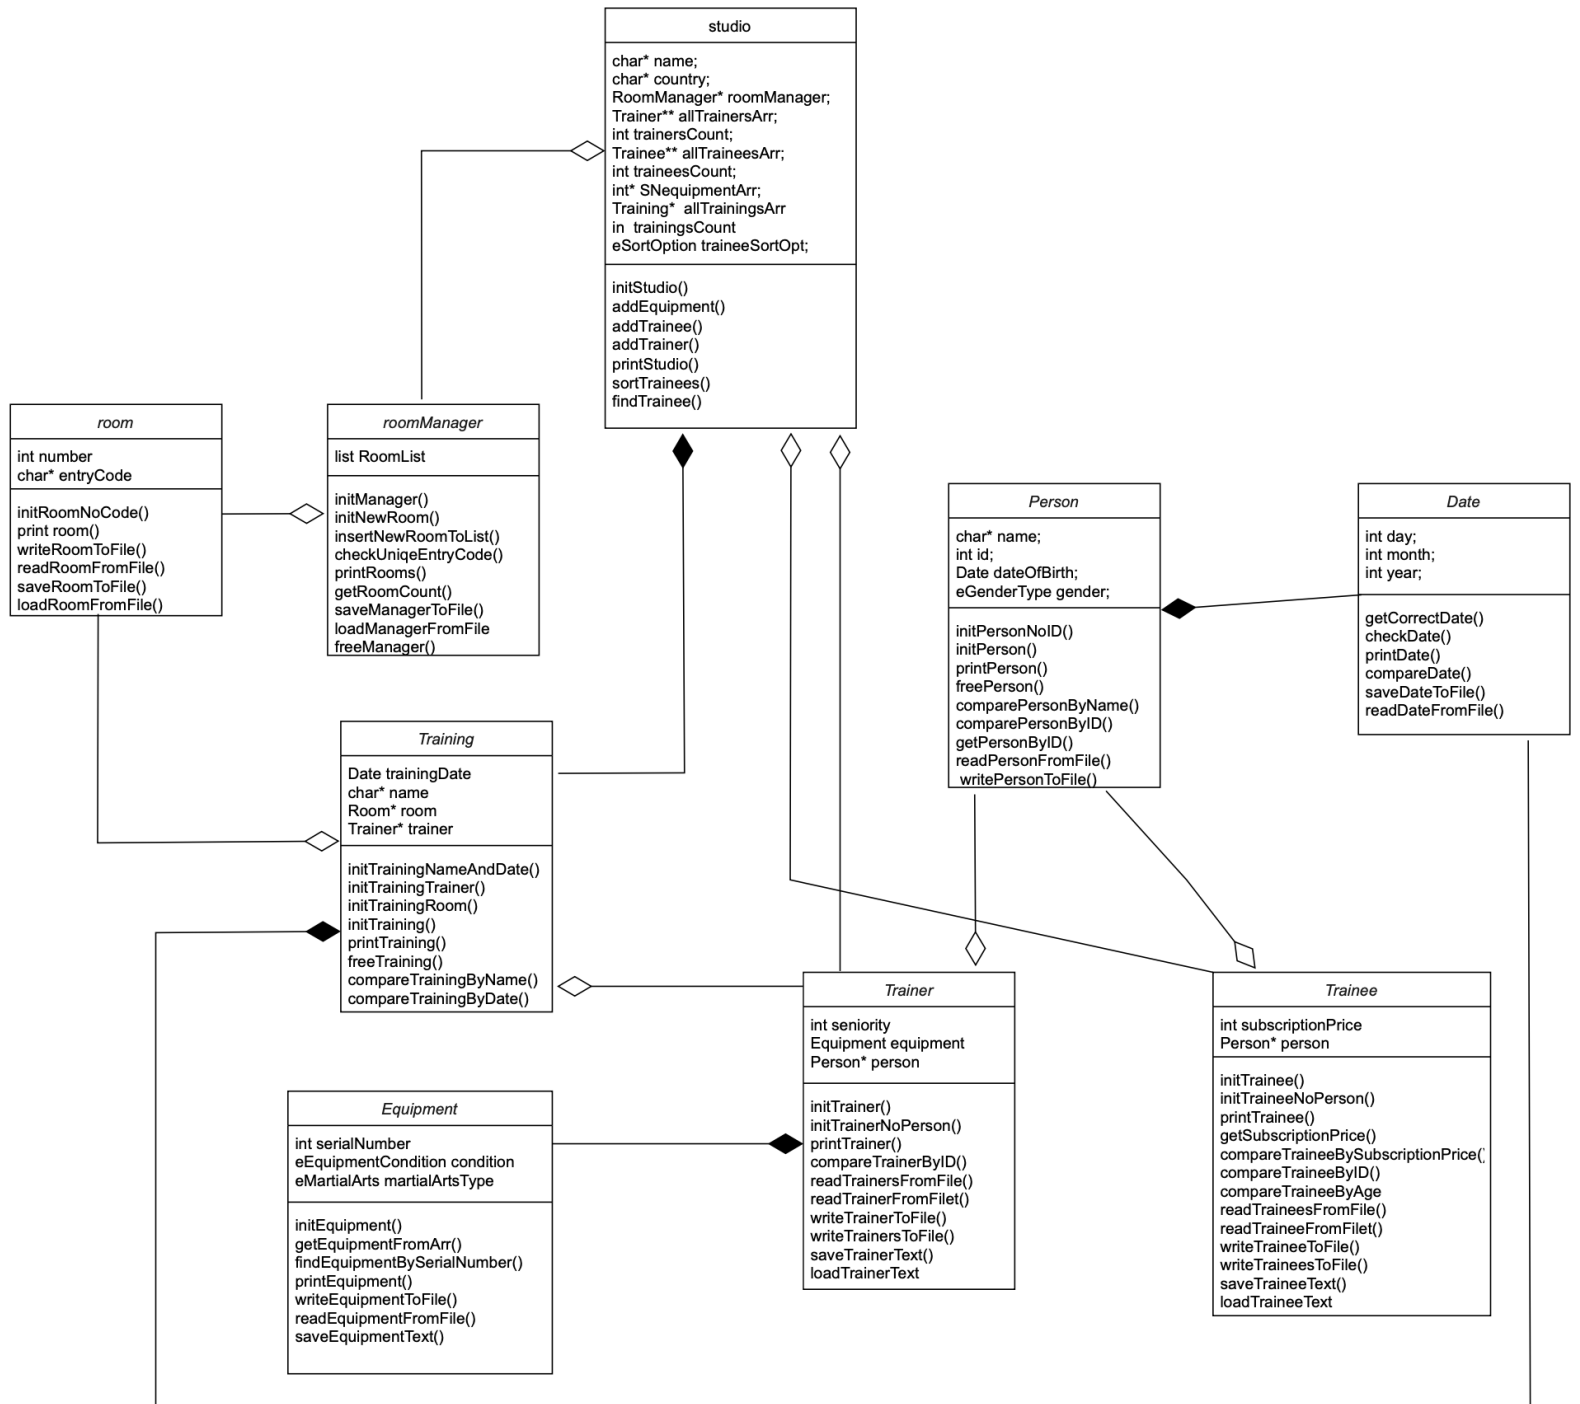 studio
char* name;
char* country;
RoomManager* roomManager;
Trainer** allTrainersArr;
int trainersCount;
Trainee** allTraineesArr;
int traineesCount;
int* SNequipmentArr;
Training*  allTrainingsArr
in  trainingsCount
eSortOption traineeSortOpt;
initStudio()
addEquipment()
addTrainee()
addTrainer()
printStudio()
sortTrainees()
findTrainee()
room
int number
char* entryCode
initRoomNoCode()
print room()
writeRoomToFile()
readRoomFromFile()
saveRoomToFile()
loadRoomFromFile()
roomManager
list RoomList
initManager()
initNewRoom()
insertNewRoomToList()
checkUniqeEntryCode()
printRooms()
getRoomCount()
saveManagerToFile()
loadManagerFromFile
freeManager()
Person
char* name;
int id;
Date dateOfBirth;
eGenderType gender;
initPersonNoID()
initPerson()
printPerson()
freePerson()
comparePersonByName()
comparePersonByID()
getPersonByID()
readPersonFromFile()
writePersonToFile()
Date
int day;
int month;
int year;
getCorrectDate()
checkDate()
printDate()
compareDate()
saveDateToFile()
readDateFromFile()
Training
Date trainingDate
char* name
Room* room
Trainer* trainer
initTrainingNameAndDate()
initTrainingTrainer()
initTrainingRoom()
initTraining()
printTraining()
freeTraining()
compareTrainingByName()
compareTrainingByDate()
Trainer
int seniority
Equipment equipment
Person* person
initTrainer()
initTrainerNoPerson()
printTrainer()
compareTrainerByID()
readTrainersFromFile()
readTrainerFromFilet()
writeTrainerToFile()
writeTrainersToFile()
saveTrainerText()
loadTrainerText
Trainee
int subscriptionPrice
Person* person
initTrainee()
initTraineeNoPerson()
printTrainee()
getSubscriptionPrice()
compareTraineeBySubscriptionPrice()
compareTraineeByID()
compareTraineeByAge
readTraineesFromFile()
readTraineeFromFilet()
writeTraineeToFile()
writeTraineesToFile()
saveTraineeText()
loadTraineeText
Equipment
int serialNumber
eEquipmentCondition condition
eMartialArts martialArtsType
initEquipment()
getEquipmentFromArr()
findEquipmentBySerialNumber()
printEquipment()
writeEquipmentToFile()
readEquipmentFromFile()
saveEquipmentText()